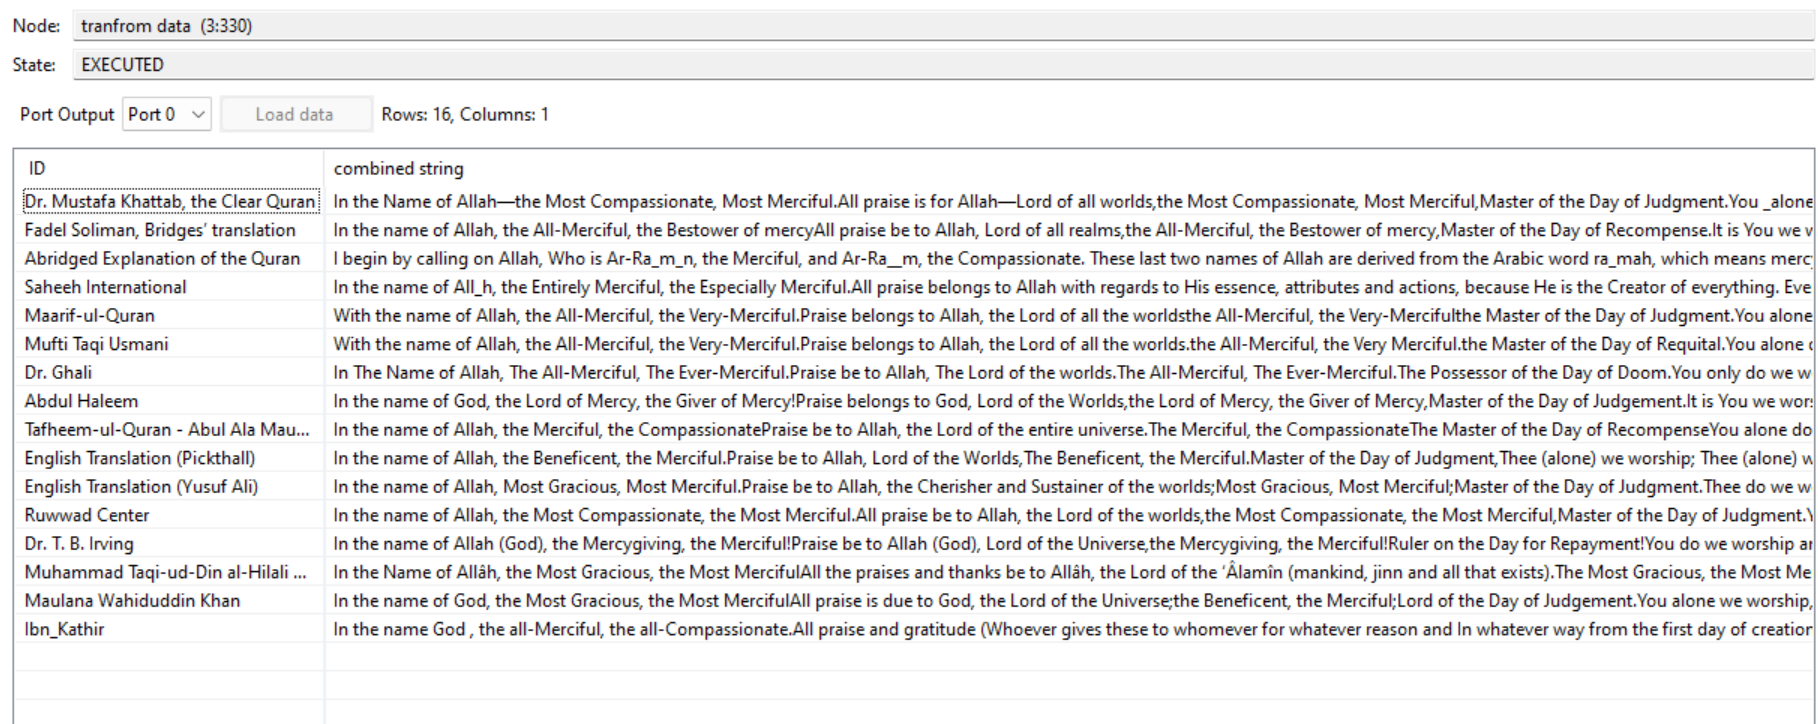 Node: tranfrom data (3:330)
State: EXECUTED
Port Output Port 0 Load data Rows: 16, Columns: 1
ID combined string
Dr. Mustafa Khattab, the Clear Quran In the Name of Allah—the Most Compassionate, Most Merciful.All praise is for Allah—Lord of all worlds,the Most Compassionate, Most Merciful,Master of the Day of Judgment.You _alone
Fadel Soliman, Bridges’ translation In the name of Allah, the All-Merciful, the Bestower of mercyAll praise be to Allah, Lord of all realms,the All-Merciful, the Bestower of mercy,Master of the Day of Recompense.It is You we w
Abridged Explanation of the Quran I begin by calling on Allah, Who is Ar-Ra_m_n, the Merciful, and Ar-Ra__m, the Compassionate. These last two names of Allah are derived from the Arabic word ra_mah, which means merc
Saheeh International In the name of All_h, the Entirely Merciful, the Especially Merciful.All praise belongs to Allah with regards to His essence, attributes and actions, because He is the Creator of everything. Eve
Maarif-ul-Quran With the name of Allah, the All-Merciful, the Very-Merciful.Praise belongs to Allah, the Lord of all the worldsthe All-Merciful, the Very-Mercifulthe Master of the Day of Judgment.You alone
Mufti Taqi Usmani With the name of Allah, the All-Merciful, the Very-Merciful.Praise belongs to Allah, the Lord of all the worlds.the All-Merciful, the Very Merciful.the Master of the Day of Requital.You alone
Dr. Ghali In The Name of Allah, The All-Merciful, The Ever-Merciful.Praise be to Allah, The Lord of the worlds.The All-Merciful, The Ever-Merciful.The Possessor of the Day of Doom.You only do we w
Abdul Haleem In the name of God, the Lord of Mercy, the Giver of Mercy!Praise belongs to God, Lord of the Worlds,the Lord of Mercy, the Giver of Mercy,Master of the Day of Judgement.It is You we wor
Tafheem-ul-Quran - Abul Ala Mau... In the name of Allah, the Merciful, the CompassionatePraise be to Allah, the Lord of the entire universe.The Merciful, the CompassionateThe Master of the Day of RecompenseYou alone do
English Translation (Pickthall) In the name of Allah, the Beneficent, the Merciful.Praise be to Allah, Lord of the Worlds,The Beneficent, the Merciful.Master of the Day of Judgment,Thee (alone) we worship; Thee (alone) w
English Translation (Yusuf Ali) In the name of Allah, Most Gracious, Most Merciful.Praise be to Allah, the Cherisher and Sustainer of the worlds;Most Gracious, Most Merciful;Master of the Day of Judgment.Thee do we w
Ruwwad Center In the name of Allah, the Most Compassionate, the Most Merciful.All praise be to Allah, the Lord of the worlds,the Most Compassionate, the Most Merciful,Master of the Day of Judgment.Y
Dr. T. B. Irving In the name of Allah (God), the Mercygiving, the Merciful!Praise be to Allah (God), Lord of the Universe,the Mercygiving, the Merciful!Ruler on the Day for Repayment!You do we worship a
Muhammad Taqi-ud-Din al-Hilali ... In the Name of Allâh, the Most Gracious, the Most MercifulAll the praises and thanks be to Allâh, the Lord of the ‘Âlamîn (mankind, jinn and all that exists).The Most Gracious, the Most Me
Maulana Wahiduddin Khan In the name of God, the Most Gracious, the Most MercifulAll praise is due to God, the Lord of the Universe;the Beneficent, the Merciful;Lord of the Day of Judgement.You alone we worship,
Ibn_Kathir In the name God , the all-Merciful, the all-Compassionate.All praise and gratitude (Whoever gives these to whomever for whatever reason and In whatever way from the first day of creation